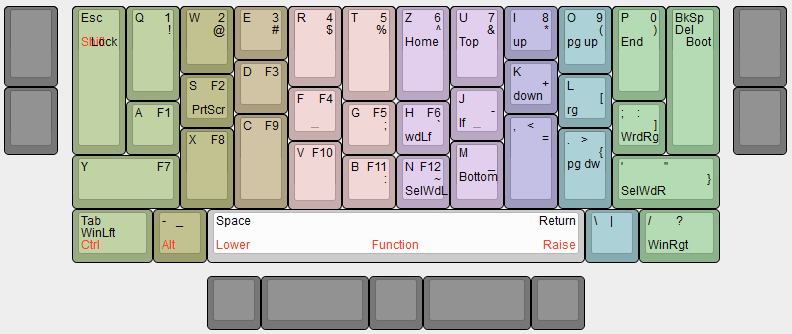 Esc
Shift Lock
Q 1
!
W 2
@
E 3
#
R 4
$
T 5
%
Z 6
^
Home
U 7
&
Top
I 8
*
up
O 9
(
pg up
P 0
)
End
BkSp
Del
Boot
A F1
S F2
PrtScr
D F3
F F4
_
G F5
;
H F6
`
wdLf
J
-
lf _
K
+
down
L
rg [
; :
]
WrdRg
Y F7
X F8
C F9
V F10
B F11
:
N F12
~
SelWdL
M
_
Bottom
, <
=
. >
{
pg dw
' "
}
SelWdR
Tab
WinLft
Ctrl
- _
Alt
Space Return
Lower Function Raise
\ |
/ ?
WinRgt